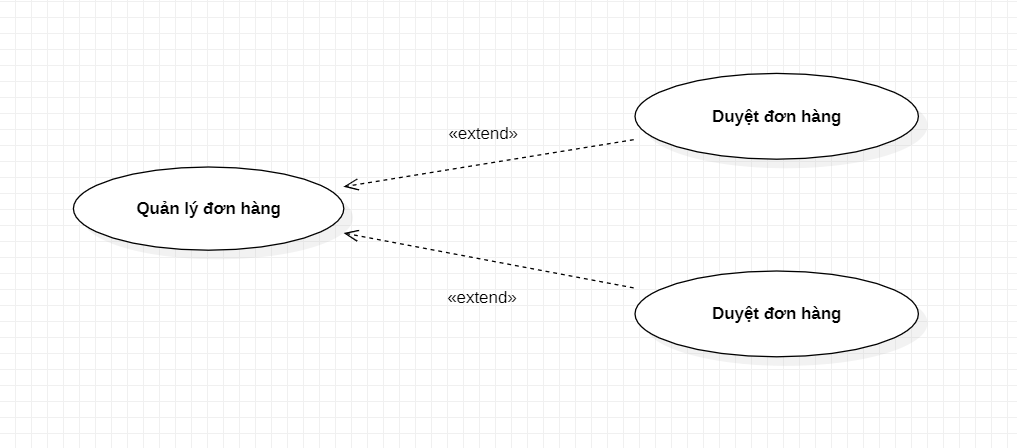 Duyệt đơn hàng
«extend»
Quản lý đơn hàng
«extend»
Duyệt đơn hàng